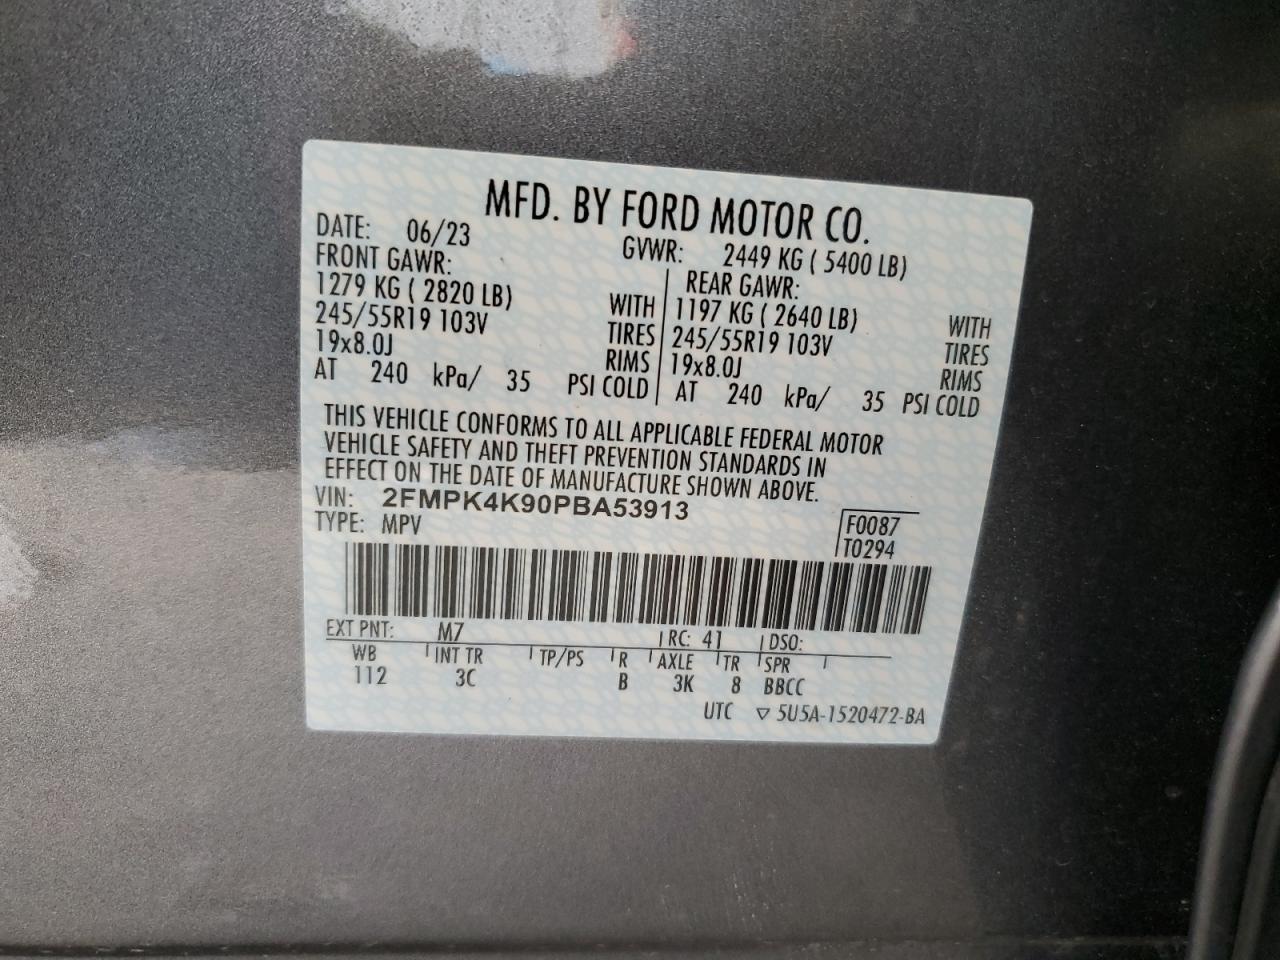 MFD. BY FORD MOTOR CO.
DATE: 06/23 GVWR: 2449 KG ( 5400 LB)
FRONT GAWR: REAR GAWR:
1279 KG ( 2820 LB) WITH 1197 KG ( 2640 LB) WITH
245/55R19 103V TIRES 245/55R19 103V TIRES
19x8.0J RIMS 19x8.0J RIMS
AT 240 kPa/ 35 PSI COLD AT 240 kPa/ 35 PSI COLD
THIS VEHICLE CONFORMS TO ALL APPLICABLE FEDERAL MOTOR
VEHICLE SAFETY AND THEFT PREVENTION STANDARDS IN
EFFECT ON THE DATE OF MANUFACTURE SHOWN ABOVE.
VIN: 2FMPK4K90PBA53913
TYPE: MPV F0087
T0294
EXT PNT: M7 RC: 41 DSO:
WB INT TR TP/PS R AXLE TR SPR
112 3C B 3K 8 BBCC
UTC ▽ 5U5A-1520472-BA